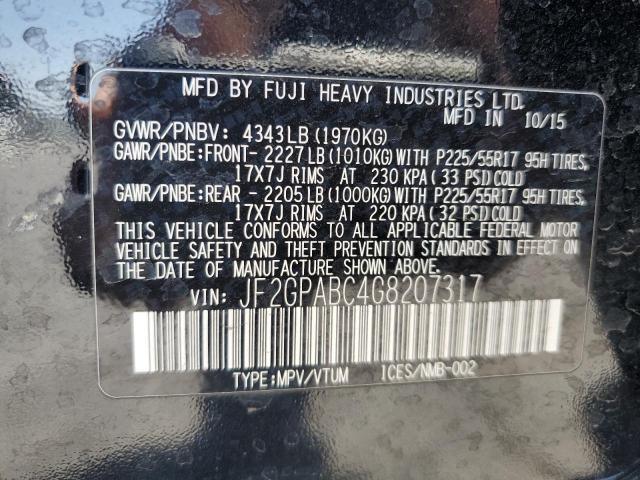 MFD BY FUJI HEAVY INDUSTRIES LTD.
MFD IN 10/15
GVWR/PNBV: 4343LB(1970KG)
GAWR/PNBE:FRONT- 2227LB(1010KG)WITH P225/55R17 95H TIRES,
17X7J RIMS AT 230 KPA(33 PSI)COLD
GAWR/PNBE:REAR - 2205LB(1000KG)WITH P225/55R17 95H TIRES,
17X7J RIMS AT 220 KPA(32 PSI)COLD
THIS VEHICLE CONFORMS TO ALL APPLICABLE FEDERAL MOTOR
VEHICLE SAFETY AND THEFT PREVENTION STANDARDS IN EFFECT ON
THE DATE OF MANUFACTURE SHOWN ABOVE.
VIN: JF2GPABC4G8207317
TYPE:MPV/VTUM ICES/NMB-002